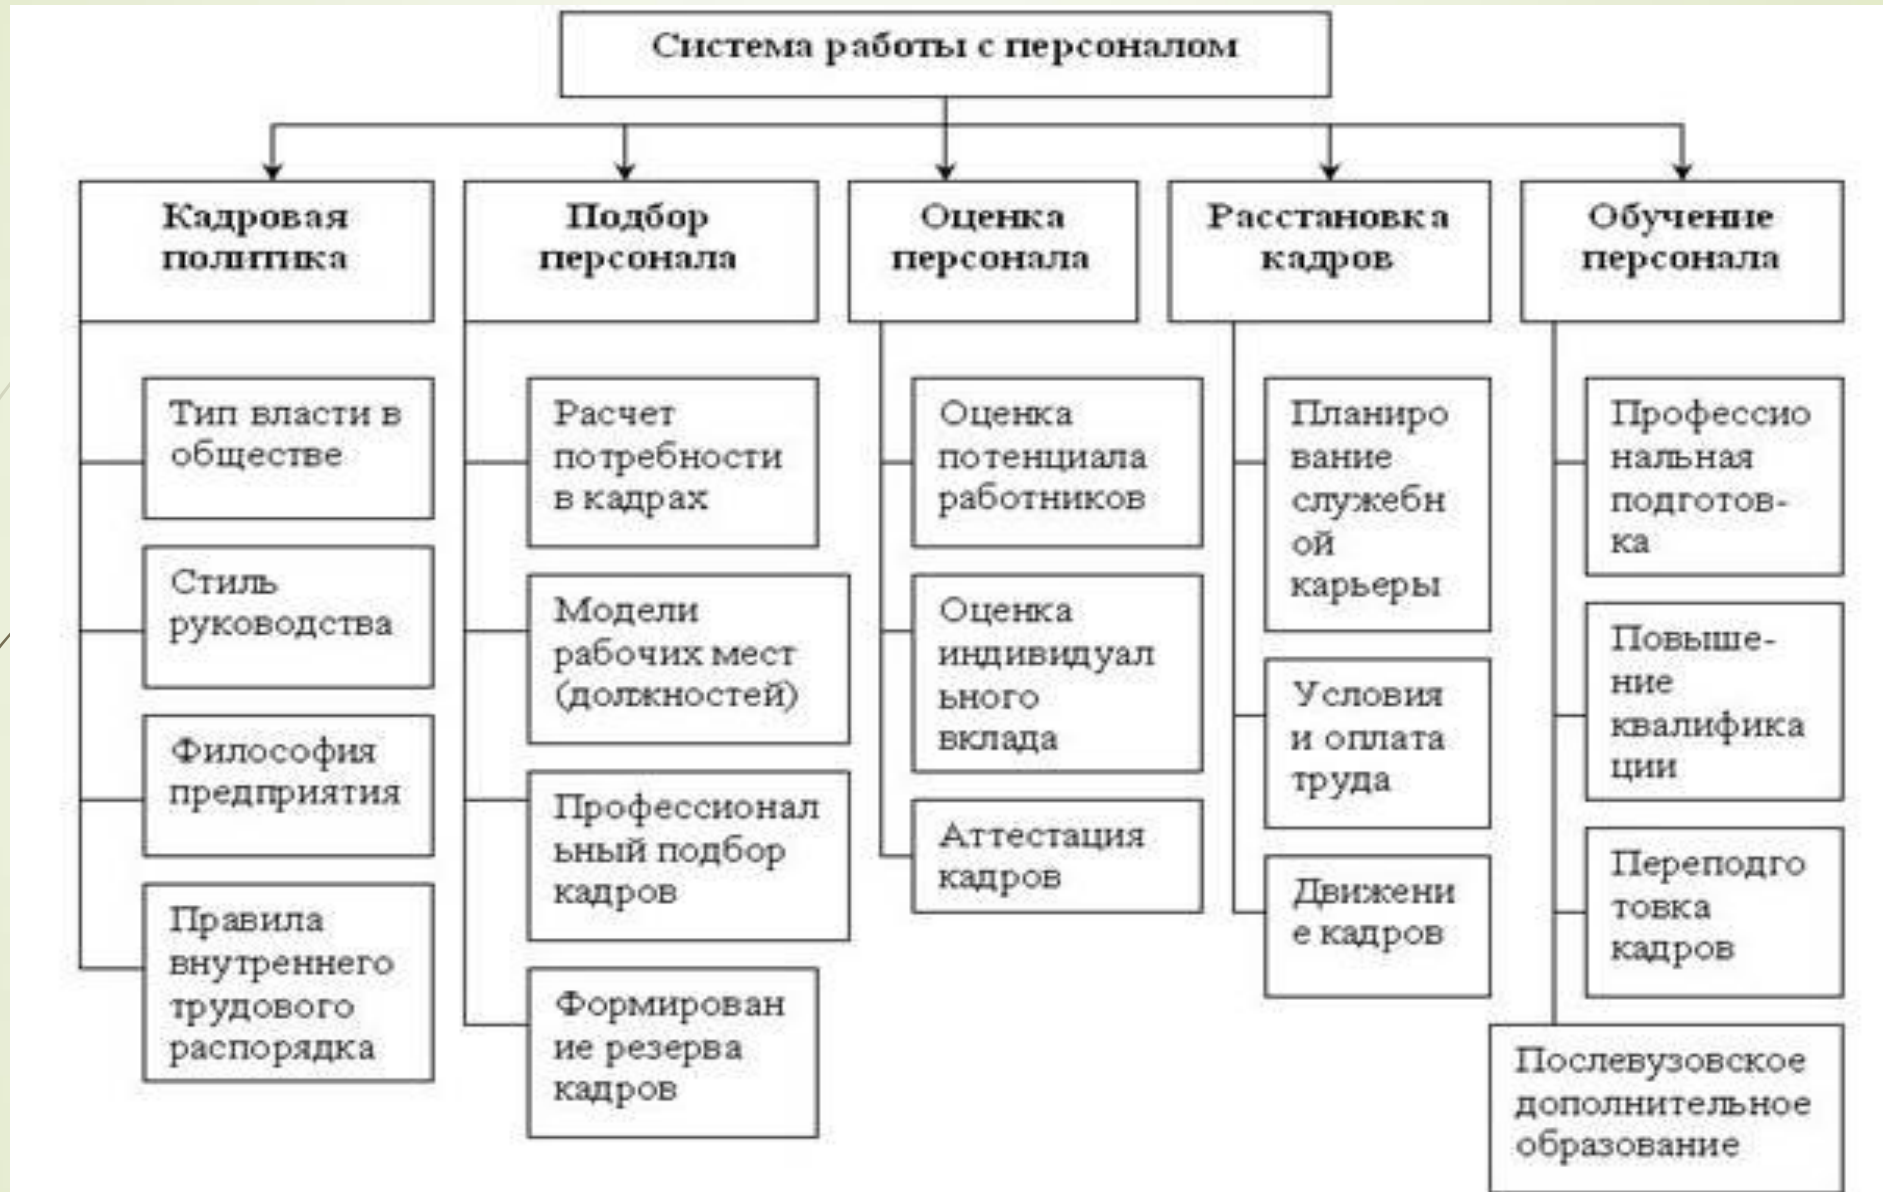 Система работы с персоналом
Кадровая
политика
Тип власти в
обществе
Стиль
руководства
Философия
предприятия
Правила
внутреннего
трудового
распорядка
Подбор
персонала
Расчет
потребности
в кадрах
Модели
рабочих мест
(должностей)
Профессионал
ьный подбор
кадров
Формирован
ие резерва
кадров
Оценка
персонала
Оценка
потенциала
работников
Оценка
индивидуал
ьного
вклада
Аттестация
кадров
Расстановка
кадров
Планиро
вание
служебн
ой
карьеры
Условия
и оплата
труда
Движени
е кадров
Обучение
персонала
Профессио
нальная
подготов-
ка
Повыше-
ние
квалифика
ции
Переподго
товка
кадров
Послевузовское
дополнительное
образование